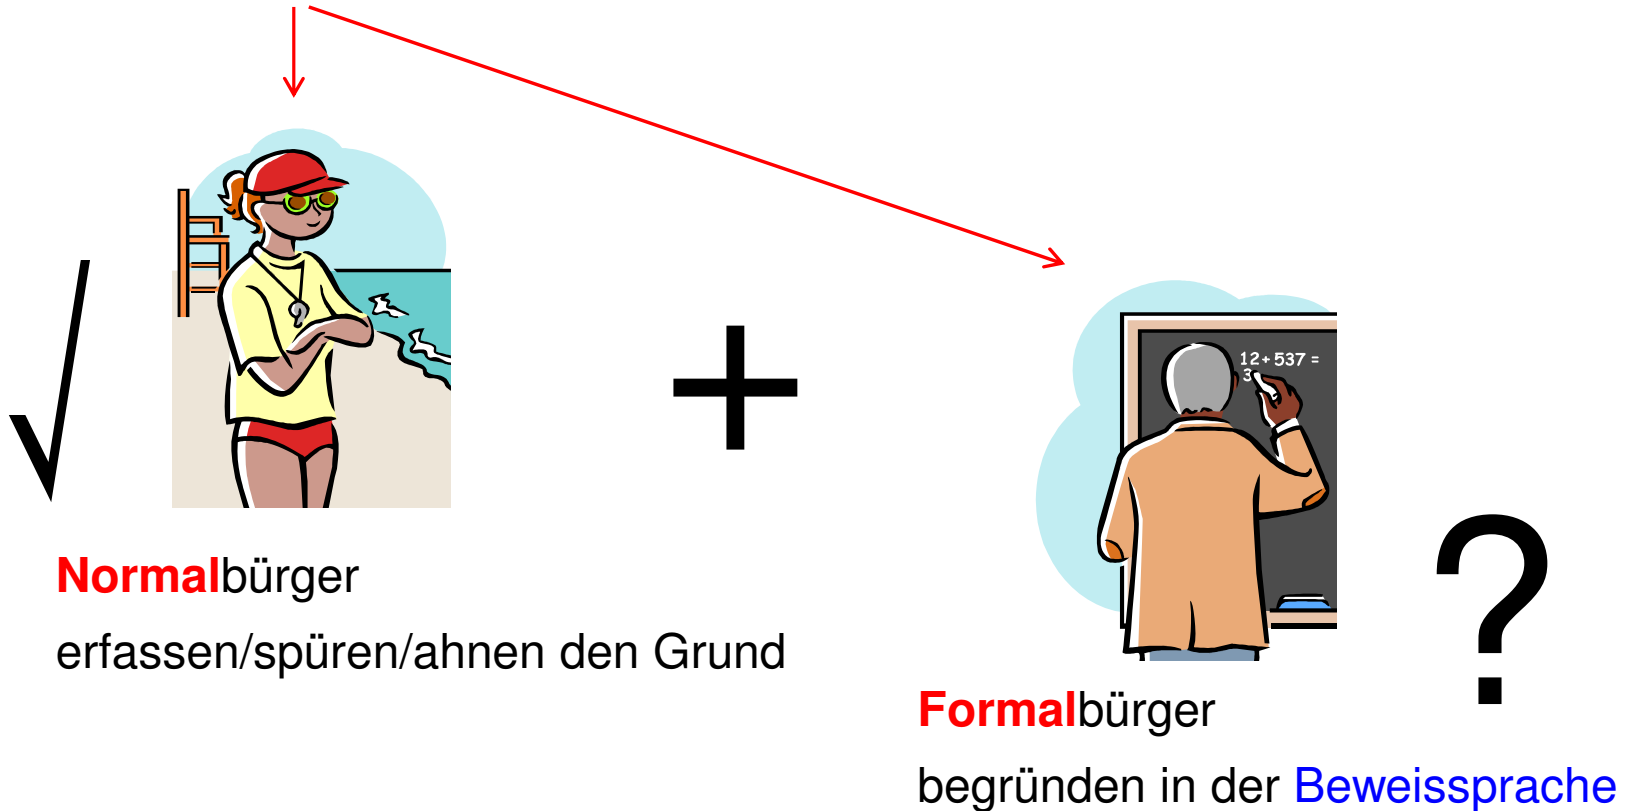 12+537 =
3
+
Normalbürger
erfassen/spüren/ahnen den Grund
?
Formalbürger
begründen in der Beweissprache